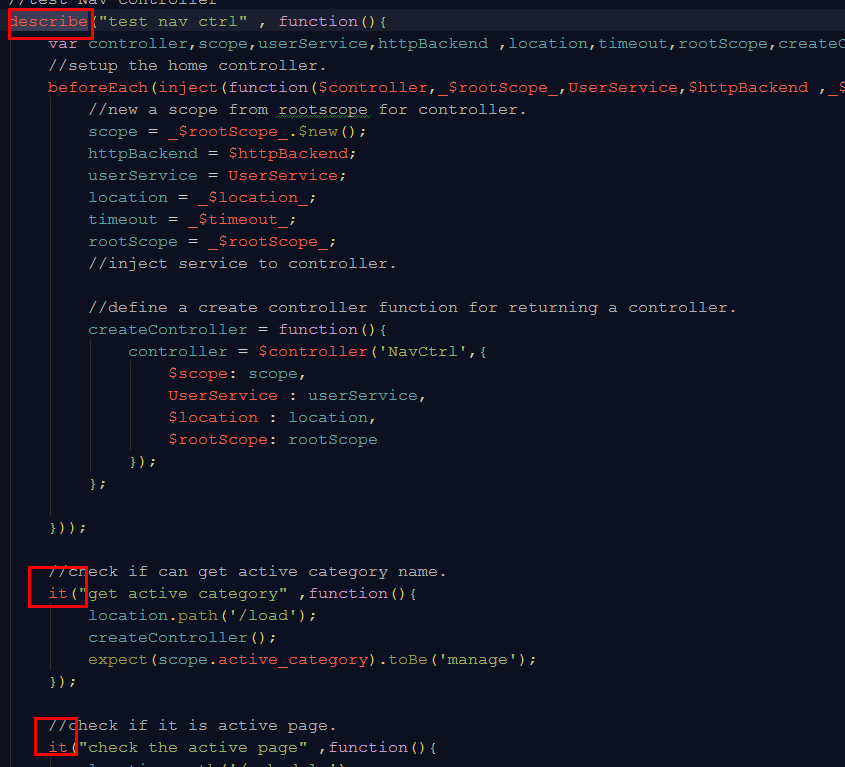 //test Nav controller
describe("test nav ctrl" , function(){
var controller,scope,userService,httpBackend ,location,timeout,rootScope,createC
//setup the home controller.
beforeEach(inject(function($controller,_$rootScope_,UserService,$httpBackend ,_$
//new a scope from rootscope for controller.
scope = _$rootScope_.$new();
httpBackend = $httpBackend;
userService = UserService;
location = _$location_;
timeout = _$timeout_;
rootScope = _$rootScope_;
//inject service to controller.
//define a create controller function for returning a controller.
createController = function(){
controller = $controller('NavCtrl',{
$scope: scope,
UserService : userService,
$location : location,
$rootScope: rootScope
});
};
}));
//check if can get active category name.
it("get active category" ,function(){
location.path('/load');
createController();
expect(scope.active_category).toBe('manage');
});
//check if it is active page.
it("check the active page" ,function(){